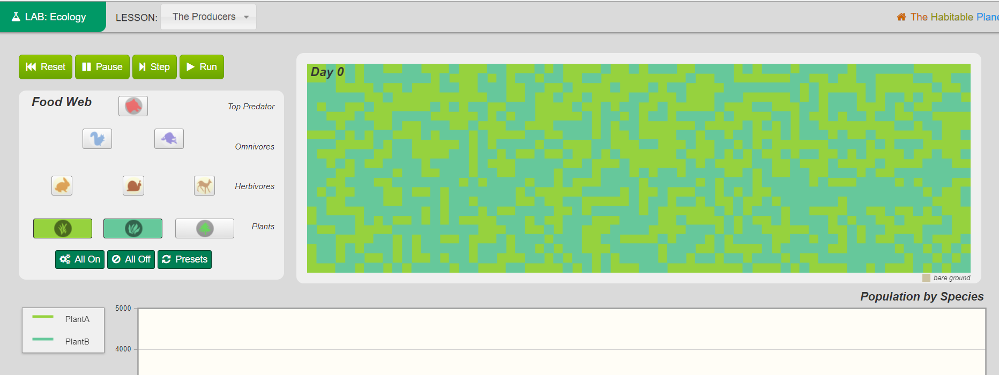 LAB: Ecology
LESSON:
The Producers
The Habitable Plane
Reset
Pause
Step
Run
Food Web
Top Predator
Omnivores
Herbivores
Plants
All On
All Off
Presets
Day 0
bare ground
Population by Species
PlantA
PlantB
5000
4000